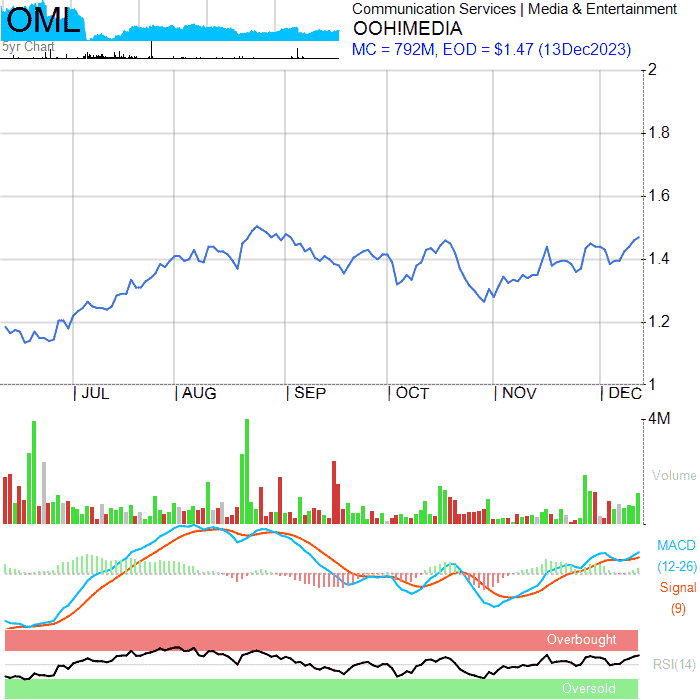 OML
5yr Chart
Communication Services | Media & Entertainment
OOH!MEDIA
MC = 792M, EOD = $1.47 (13Dec2023)
2
1.8
1.6
1.4
1.2
1
JUL AUG SEP OCT NOV DEC
4M
Volume
MACD
(12-26)
Signal
(9)
Overbought
RSI(14)
Oversold